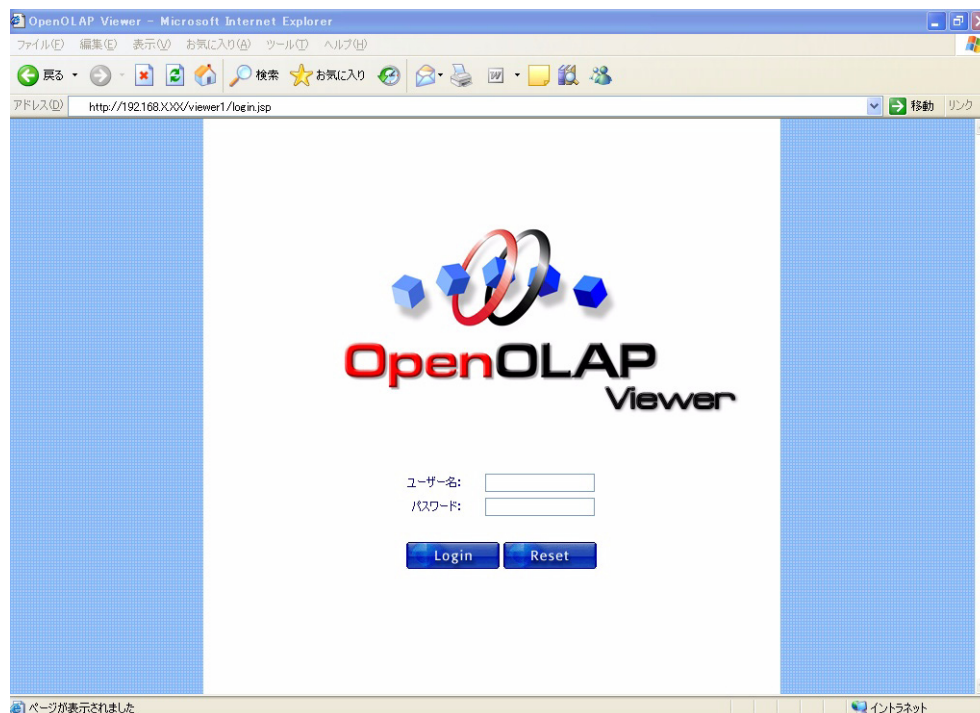 OpenOLAP Viewer - Microsoft Internet Explorer
ファイル(F) 編集(E) 表示(V) お気に入り(A) ツール(T) ヘルプ(H)
戻る 検索 お気に入り
アドレス(D) http://192.168.X.XX/viewer1/login.jsp 移動 リンク
OpenOLAP
Viewer
ユーザー名:
パスワード:
Login Reset
ページが表示されました イントラネット